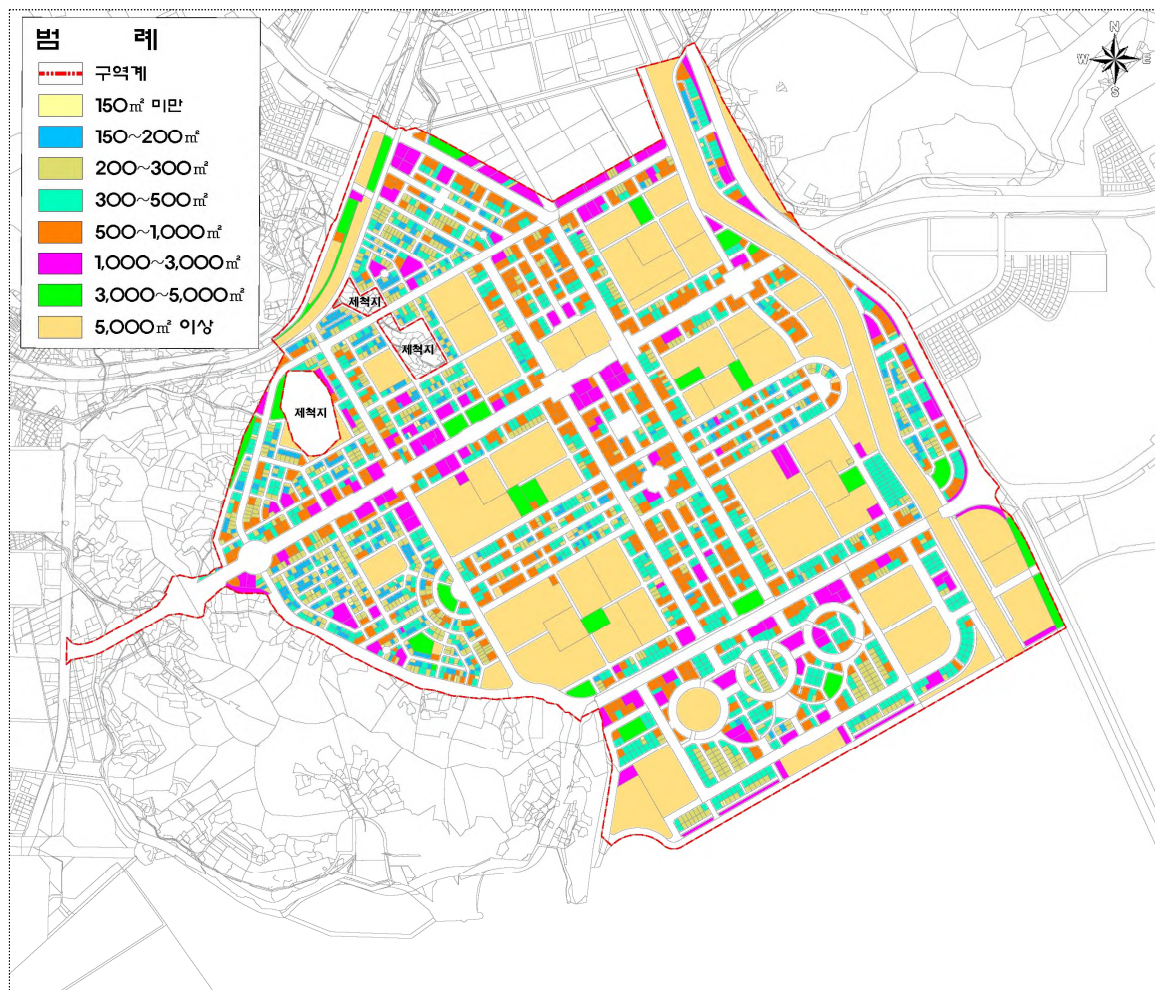 범 례
구역계
150㎡ 미만
150~200㎡
200~300㎡
300~500㎡
500~1,000㎡
1,000~3,000㎡
3,000~5,000㎡
5,000㎡ 이상
N
W E
S
제척지
제척지
제척지